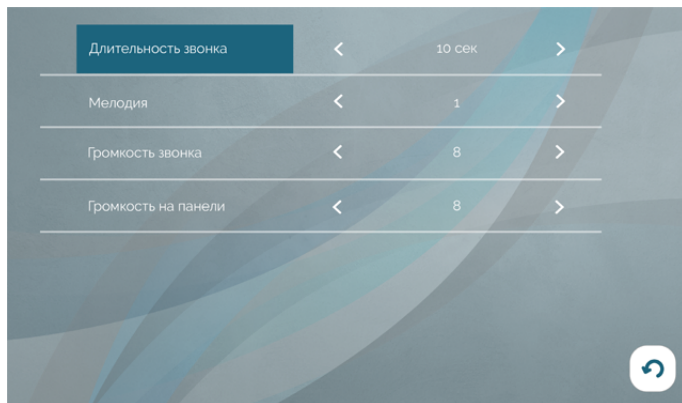 Длительность звонка 10 сек
Мелодия 1
Громкость звонка 8
Громкость на панели 8